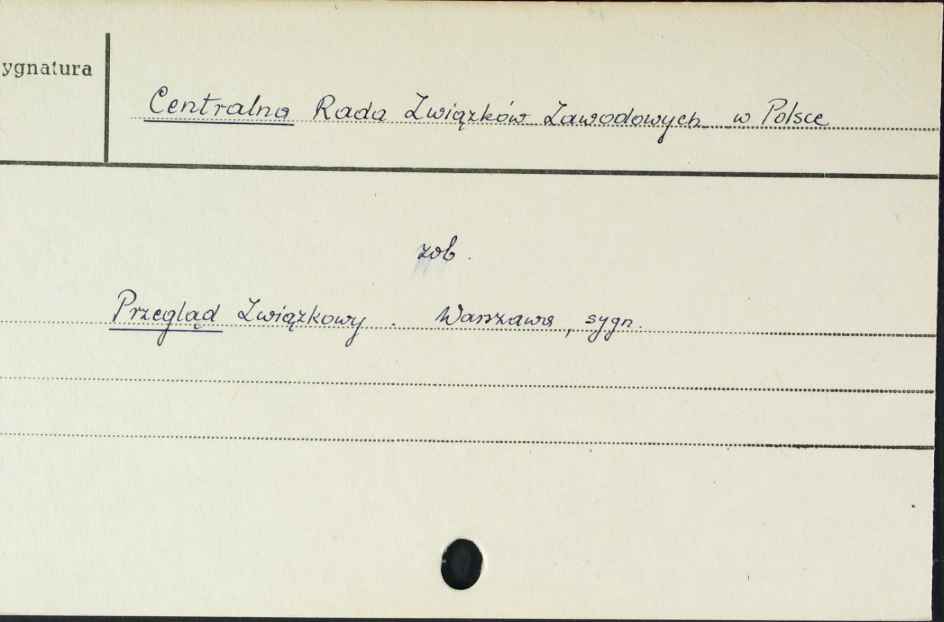 ygnatura
Centralna Rada Związków Zawodowych w Polsce
zob.
Przegląd Związkowy. Warszawa, sygn.